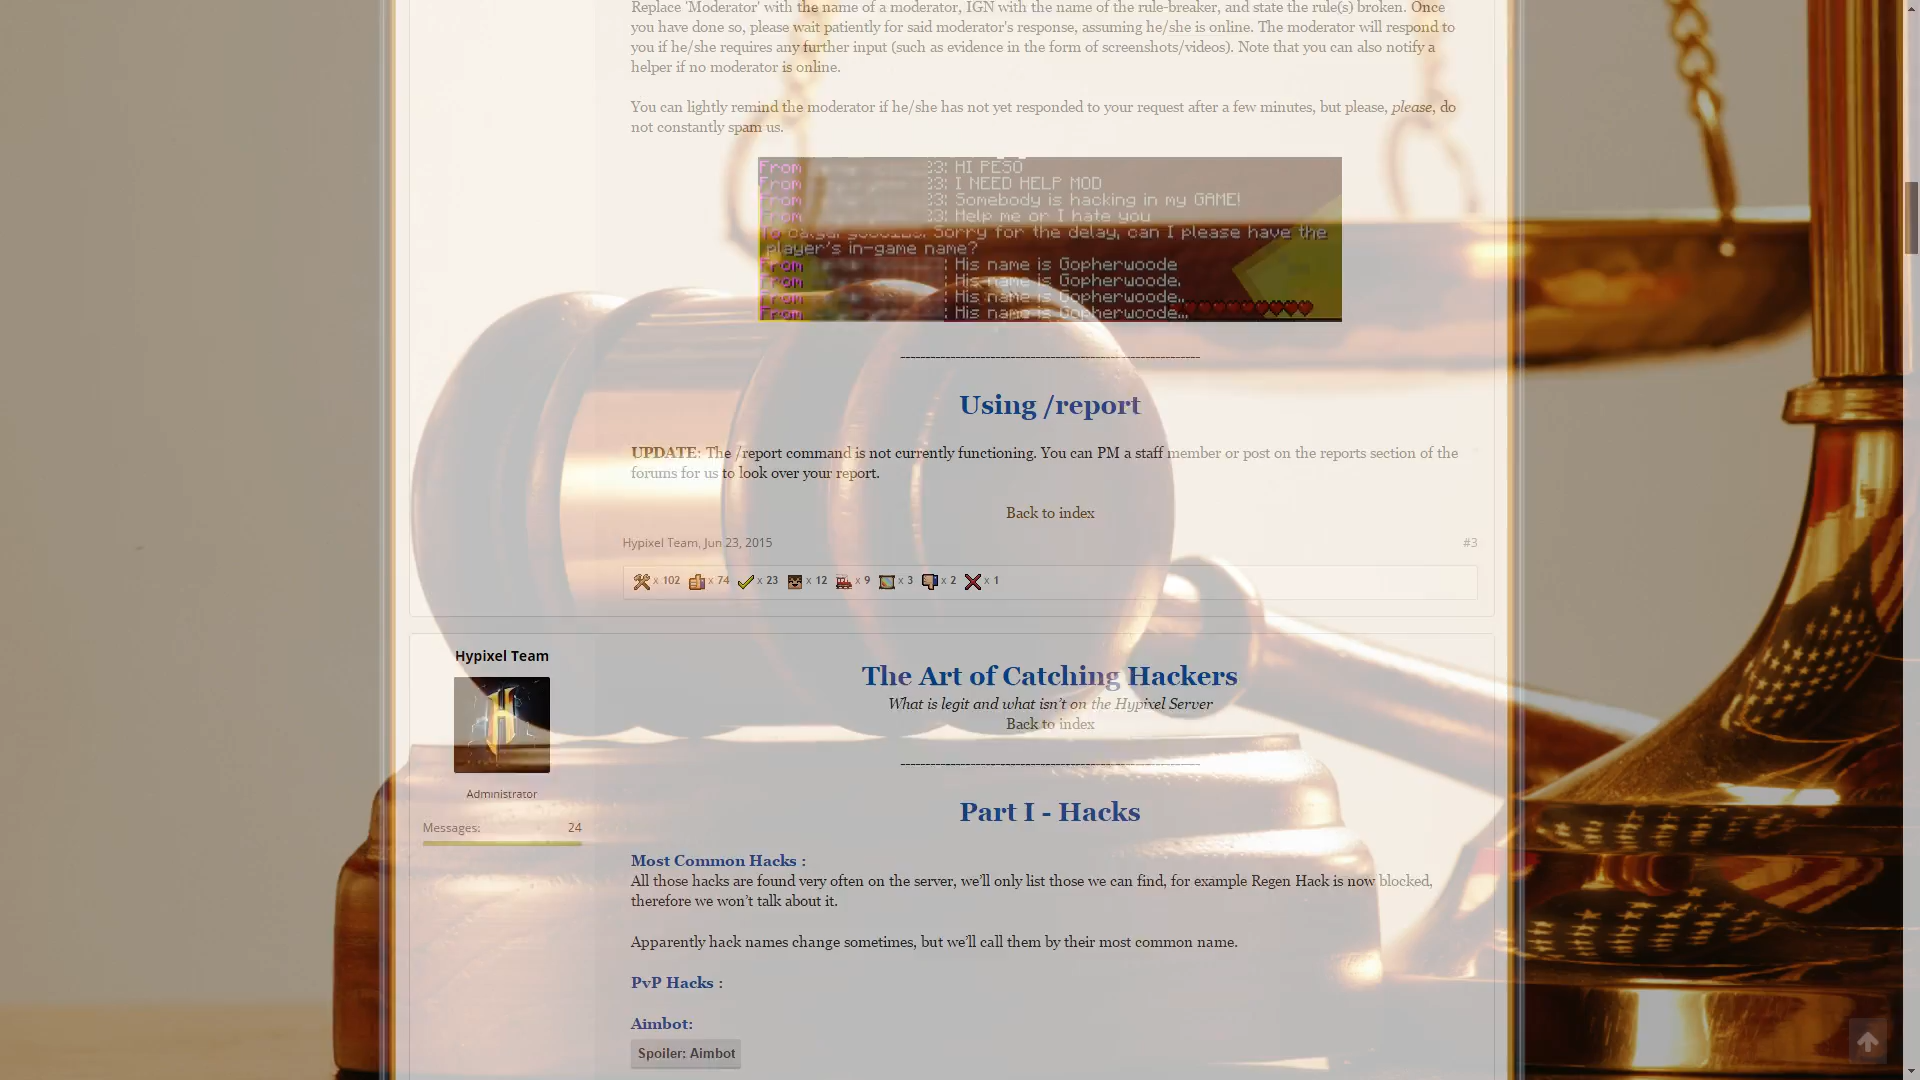 Replace 'Moderator' with the name of a moderator, IGN with the name of the rule-breaker, and state the rule(s) broken. Once
you have done so, please wait patiently for said moderator's response, assuming he/she is online. The moderator will respond to
you if he/she requires any further input (such as evidence in the form of screenshots/videos). Note that you can also notify a
helper if no moderator is online.
You can lightly remind the moderator if he/she has not yet responded to your request after a few minutes, but please, please, do
not constantly spam us.
From 23: HI PESO
From 23: I NEED HELP MOD
From 23: Somebody is hacking in my GAME!
From 23: Help me or I hate you
To Sorry for the delay, can I please have the
player's in-game name?
From : His name is Gopherwoode
From : His name is Gopherwoode.
From : His name is Gopherwoode..
From : His name is Gopherwoode...
------------------------------------------------------------
Using /report
UPDATE: The /report command is not currently functioning. You can PM a staff member or post on the reports section of the
forums for us to look over your report.
Back to index
Hypixel Team, Jun 23, 2015 #3
x 102 x 74 x 23 x 12 x 9 x 3 x 2 x 1
Hypixel Team
H
Administrator
Messages: 24
The Art of Catching Hackers
What is legit and what isn't on the Hypixel Server
Back to index
------------------------------------------------------------
Part I - Hacks
Most Common Hacks :
All those hacks are found very often on the server, we'll only list those we can find, for example Regen Hack is now blocked,
therefore we won't talk about it.
Apparently hack names change sometimes, but we'll call them by their most common name.
PvP Hacks :
Aimbot:
Spoiler: Aimbot